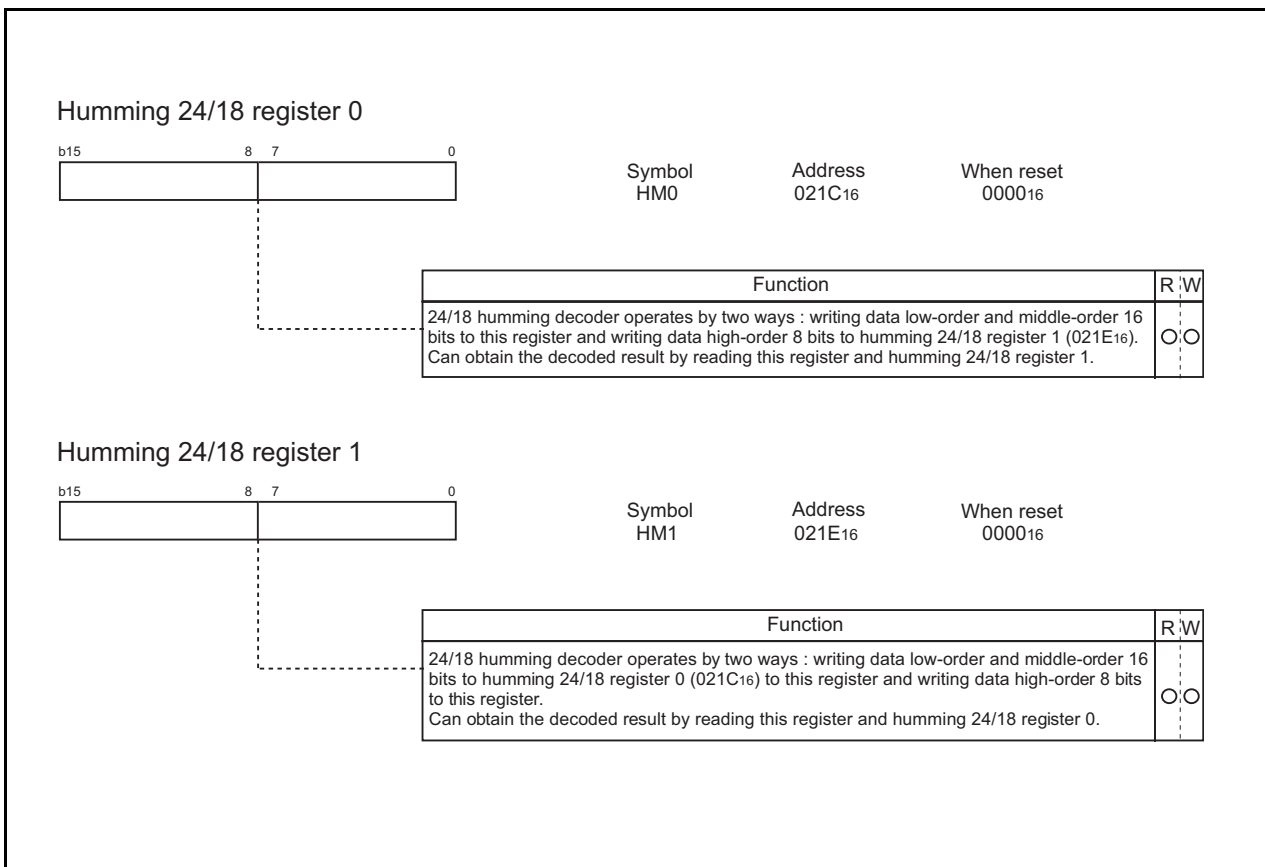 Humming 24/18 register 0
b15 8 7 0
Symbol Address When reset
HM0 021C16 000016
Function R W
24/18 humming decoder operates by two ways : writing data low-order and middle-order 16
bits to this register and writing data high-order 8 bits to humming 24/18 register 1 (021E16).
Can obtain the decoded result by reading this register and humming 24/18 register 1.
Humming 24/18 register 1
b15 8 7 0
Symbol Address When reset
HM1 021E16 000016
Function R W
24/18 humming decoder operates by two ways : writing data low-order and middle-order 16
bits to humming 24/18 register 0 (021C16) to this register and writing data high-order 8 bits
to this register.
Can obtain the decoded result by reading this register and humming 24/18 register 0.